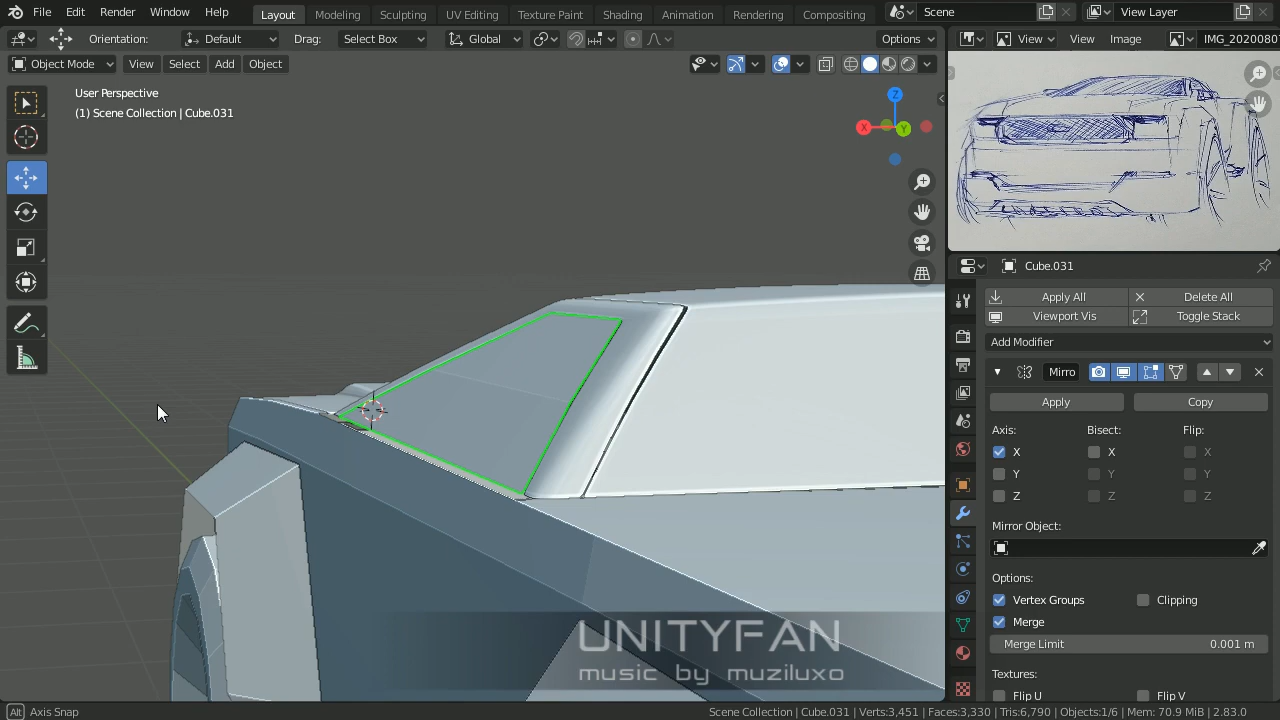 File Edit Render Window Help
Layout Modeling Sculpting UV Editing Texture Paint Shading Animation Rendering Compositing
Scene
View Layer
Orientation: Default Drag: Select Box Global Options
View View Image IMG_2020080
Object Mode View Select Add Object
User Perspective
(1) Scene Collection | Cube.031
Z
X
Y
Cube.031
Apply All Delete All
Viewport Vis Toggle Stack
Add Modifier
Mirro
Apply Copy
Axis: Bisect: Flip:
X X X
Y Y Y
Z Z Z
Mirror Object:
Options:
Vertex Groups Clipping
Merge
Merge Limit 0.001 m
Textures:
Flip U Flip V
UNITYFAN
music by muziluxo
Alt Axis Snap
Scene Collection | Cube.031 | Verts:3,451 | Faces:3,330 | Tris:6,790 | Objects:1/6 | Mem: 70.9 MiB | 2.83.0